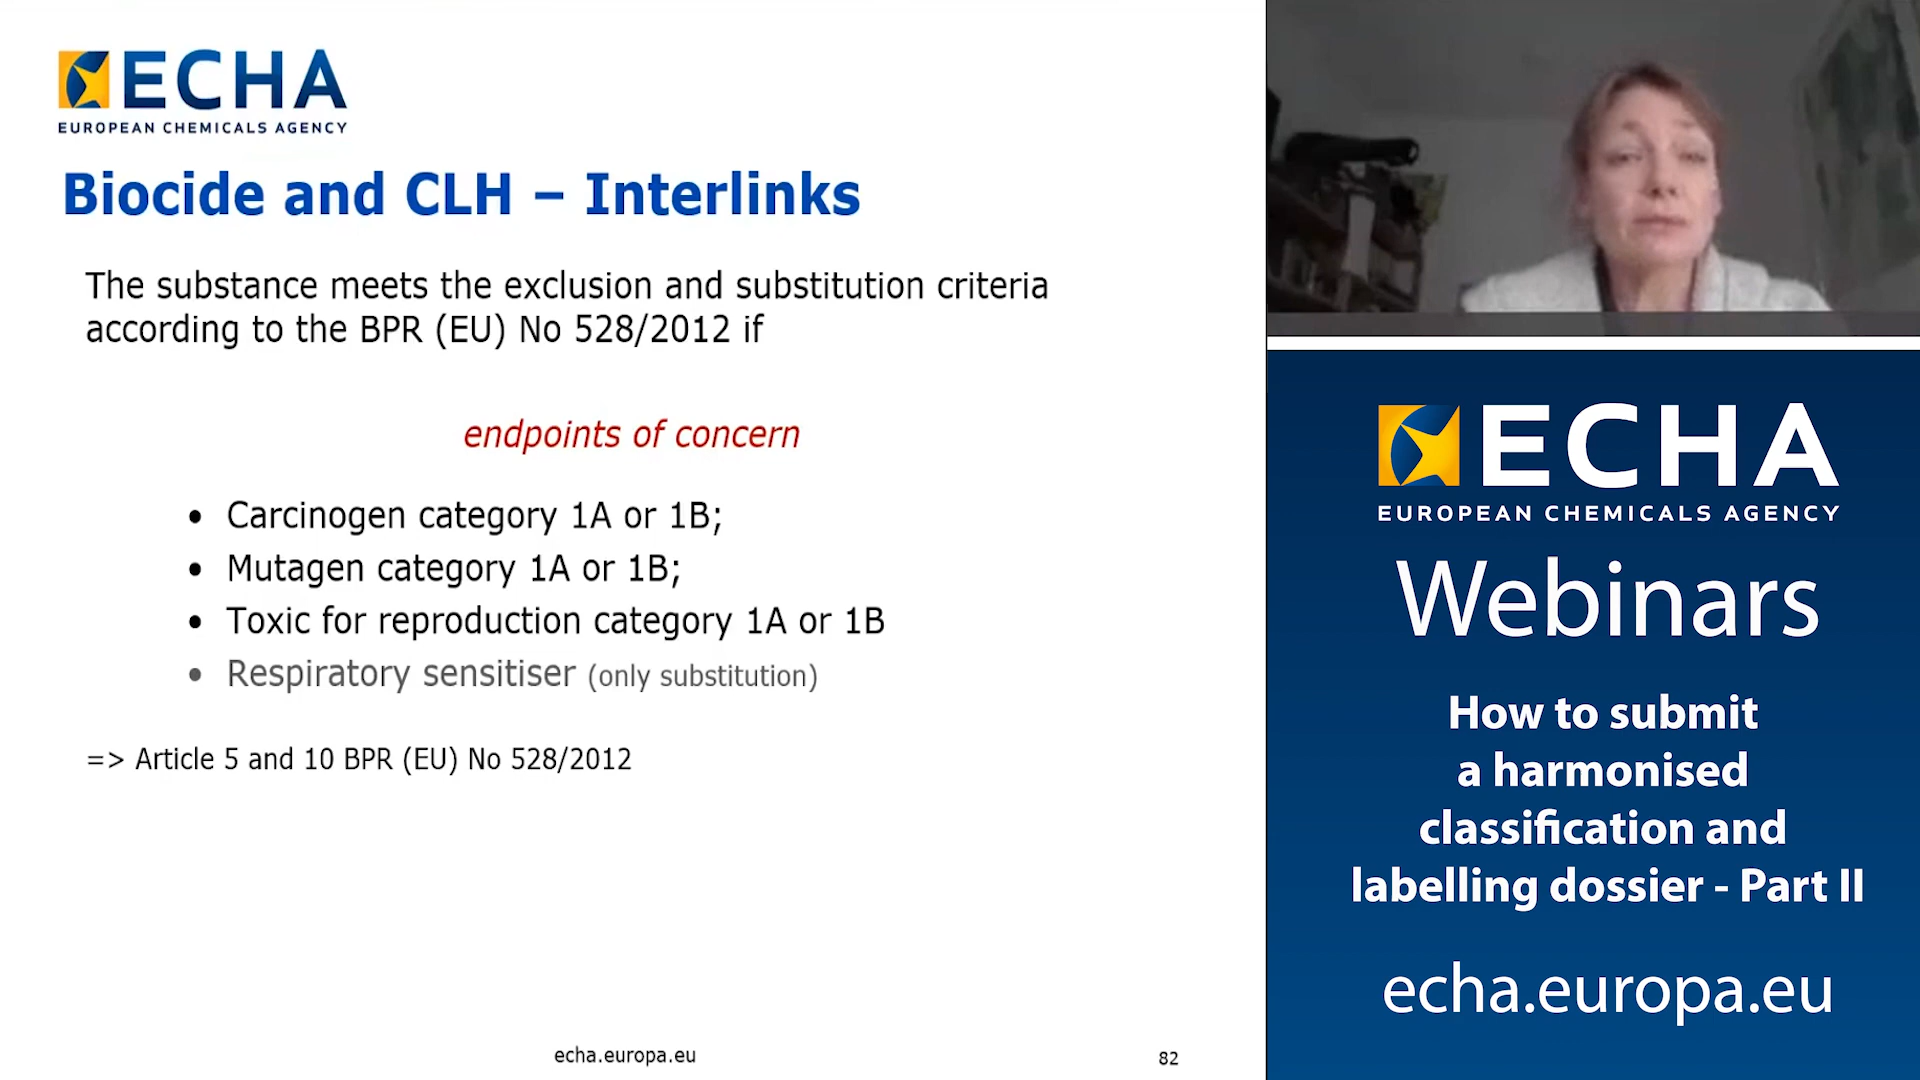 ECHA
EUROPEAN CHEMICALS AGENCY
Biocide and CLH – Interlinks
The substance meets the exclusion and substitution criteria
according to the BPR (EU) No 528/2012 if
endpoints of concern
• Carcinogen category 1A or 1B;
• Mutagen category 1A or 1B;
• Toxic for reproduction category 1A or 1B
• Respiratory sensitiser (only substitution)
=> Article 5 and 10 BPR (EU) No 528/2012
echa.europa.eu
82
ECHA
EUROPEAN CHEMICALS AGENCY
Webinars
How to submit
a harmonised
classification and
labelling dossier - Part II
echa.europa.eu